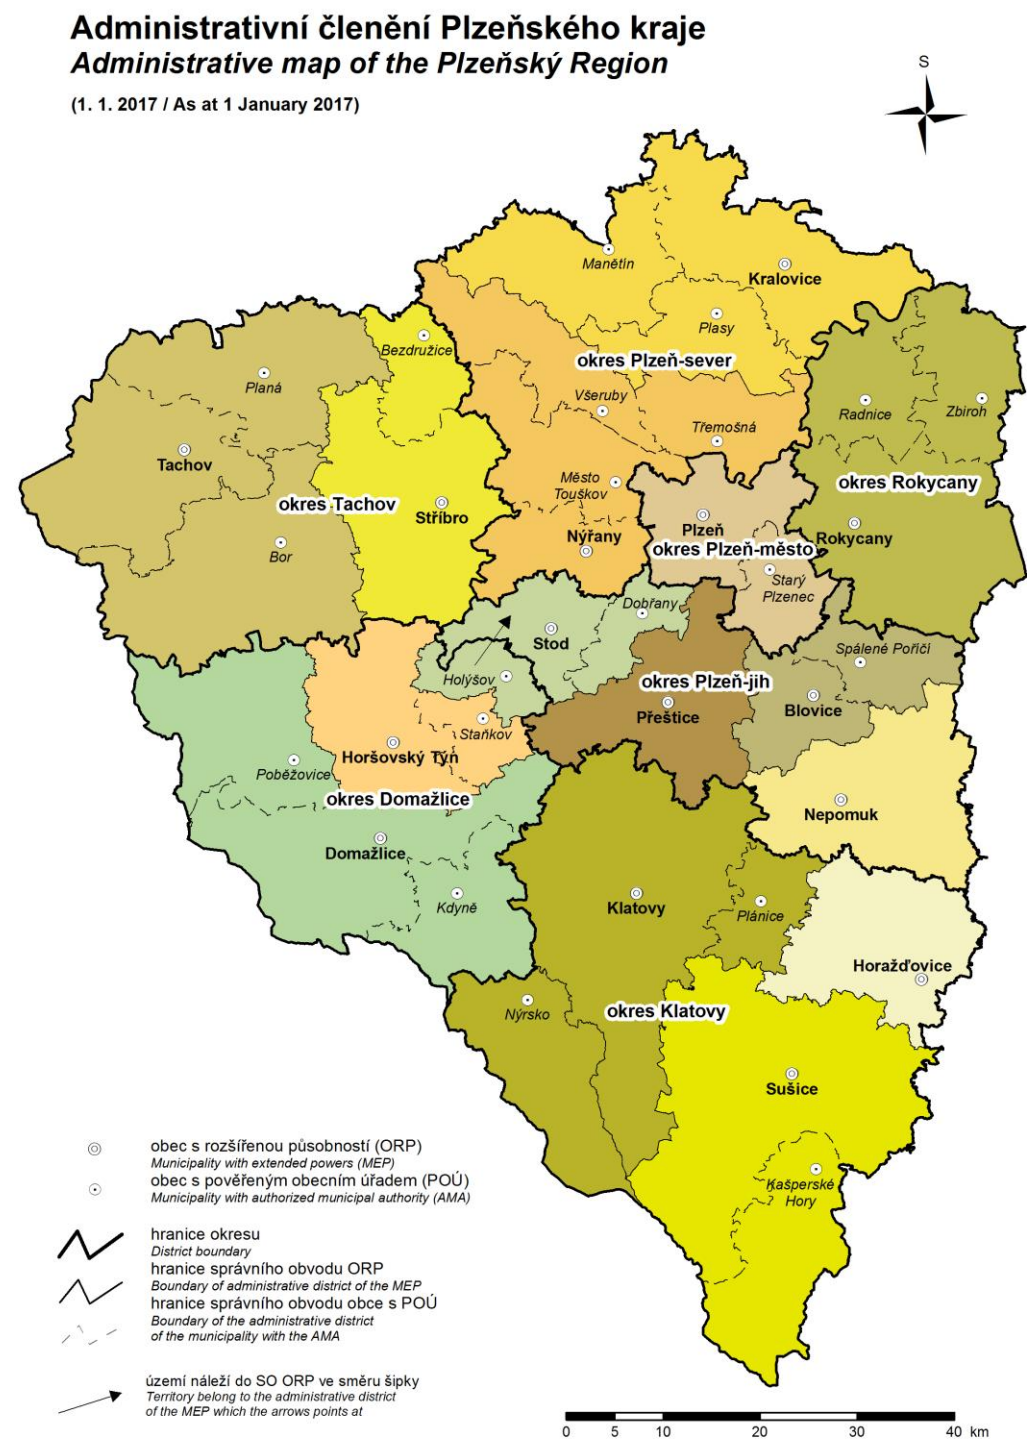 Administrativní členění Plzeňského kraje
Administrative map of the Plzeňský Region
(1. 1. 2017 / As at 1 January 2017)
S
Manětín
Kralovice
Plasy
Bezdružice
okres Plzeň-sever
Planá
Všeruby
Radnice
Zbiroh
Třemošná
Tachov
Město
Touškov
okres Rokycany
okres Tachov
Stříbro
Plzeň
Nýřany
Rokycany
okres Plzeň-město
Bor
Starý
Plzenec
Dobřany
Stod
Spálené Poříčí
Holýšov
okres Plzeň-jih
Přeštice
Blovice
Staňkov
Horšovský Týn
Poběžovice
okres Domažlice
Nepomuk
Domažlice
Kdyně
Klatovy
Plánice
Horažďovice
Nýrsko
okres Klatovy
Sušice
Kašperské
Hory
obec s rozšířenou působností (ORP)
Municipality with extended powers (MEP)
obec s pověřeným obecním úřadem (POÚ)
Municipality with authorized municipal authority (AMA)
hranice okresu
District boundary
hranice správního obvodu ORP
Boundary of administrative district of the MEP
hranice správního obvodu obce s POÚ
Boundary of the administrative district
of the municipality with the AMA
území náleží do SO ORP ve směru šipky
Territory belong to the administrative district
of the MEP which the arrows points at
0 5 10 20 30 40 km